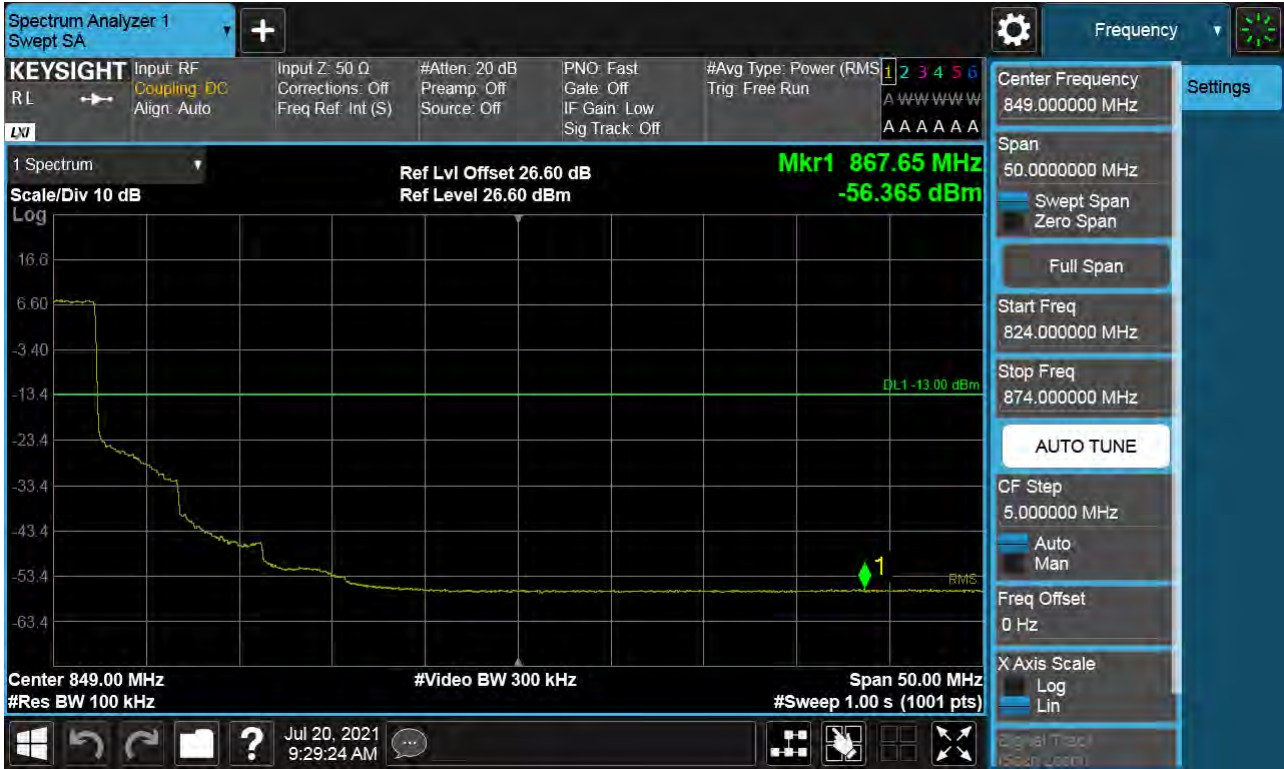 Spectrum Analyzer 1
Swept SA
+
Frequency
KEYSIGHT
R L
LXI
Input: RF
Coupling: DC
Align: Auto
Input Z: 50 Ω
Corrections: Off
Freq Ref: Int (S)
#Atten: 20 dB
Preamp: Off
Source: Off
PNO: Fast
Gate: Off
IF Gain: Low
Sig Track: Off
#Avg Type: Power (RMS
Trig: Free Run
1 2 3 4 5 6
A W W W W W
A A A A A A
1 Spectrum
Scale/Div 10 dB
Ref Lvl Offset 26.60 dB
Ref Level 26.60 dBm
Mkr1 867.65 MHz
-56.365 dBm
Log
16.6
6.60
-3.40
-13.4
-23.4
-33.4
-43.4
-53.4
-63.4
DL1 -13.00 dBm
1
RMS
Center 849.00 MHz
#Video BW 300 kHz
Span 50.00 MHz
#Res BW 100 kHz
#Sweep 1.00 s (1001 pts)
Center Frequency
849.000000 MHz
Settings
Span
50.0000000 MHz
Swept Span
Zero Span
Full Span
Start Freq
824.000000 MHz
Stop Freq
874.000000 MHz
AUTO TUNE
CF Step
5.000000 MHz
Auto
Man
Freq Offset
0 Hz
X Axis Scale
Log
Lin
Signal Track
(Span Zoom)
?
Jul 20, 2021
9:29:24 AM